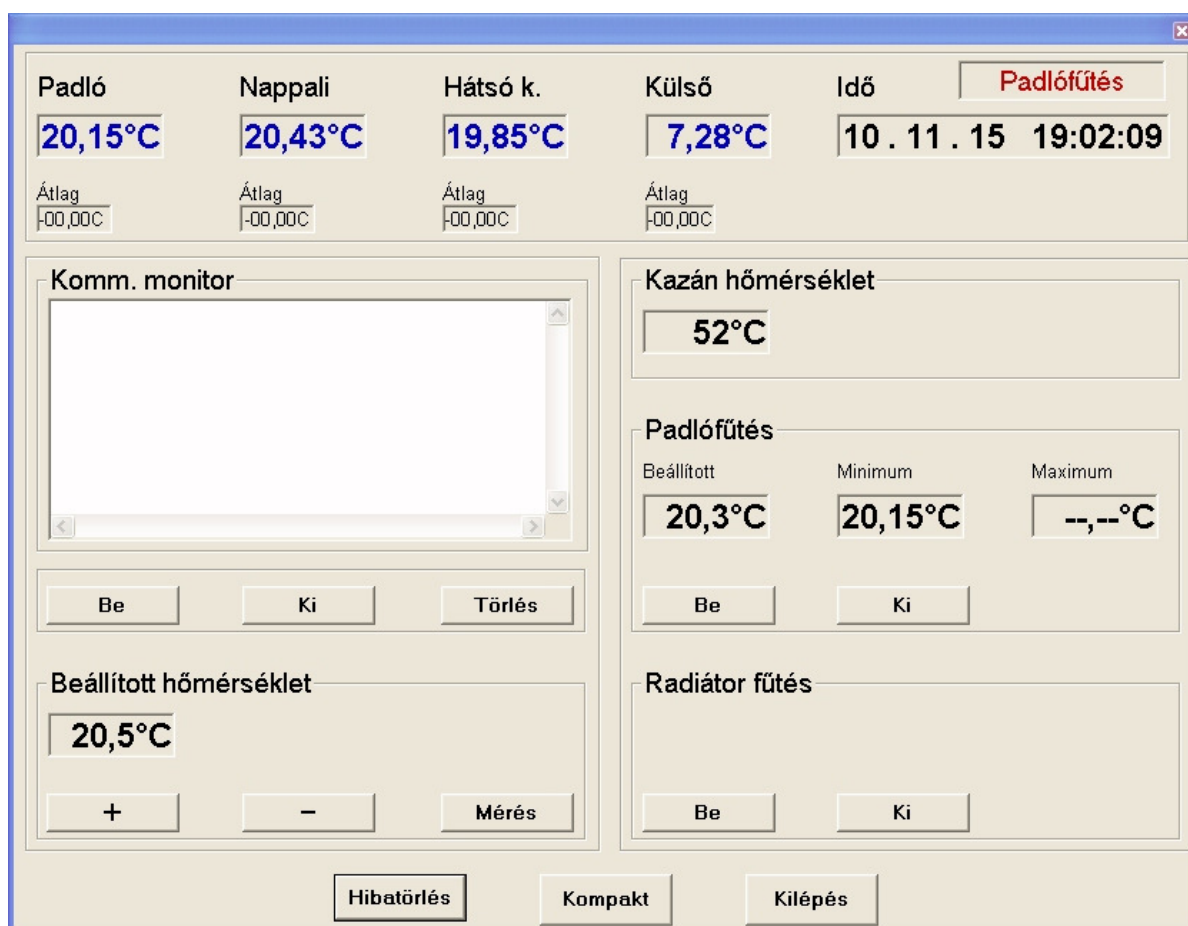 Padló Nappali Hátsó k. Külső Idő Padlófűtés
20,15°C 20,43°C 19,85°C 7,28°C 10 . 11 . 15 19:02:09
Átlag Átlag Átlag Átlag
-00,00C -00,00C -00,00C -00,00C
Komm. monitor
Be Ki Törlés
Beállított hőmérséklet
20,5°C
+ − Mérés
Kazán hőmérséklet
52°C
Padlófűtés
Beállított Minimum Maximum
20,3°C 20,15°C --,--°C
Be Ki
Radiátor fűtés
Be Ki
Hibatörlés Kompakt Kilépés